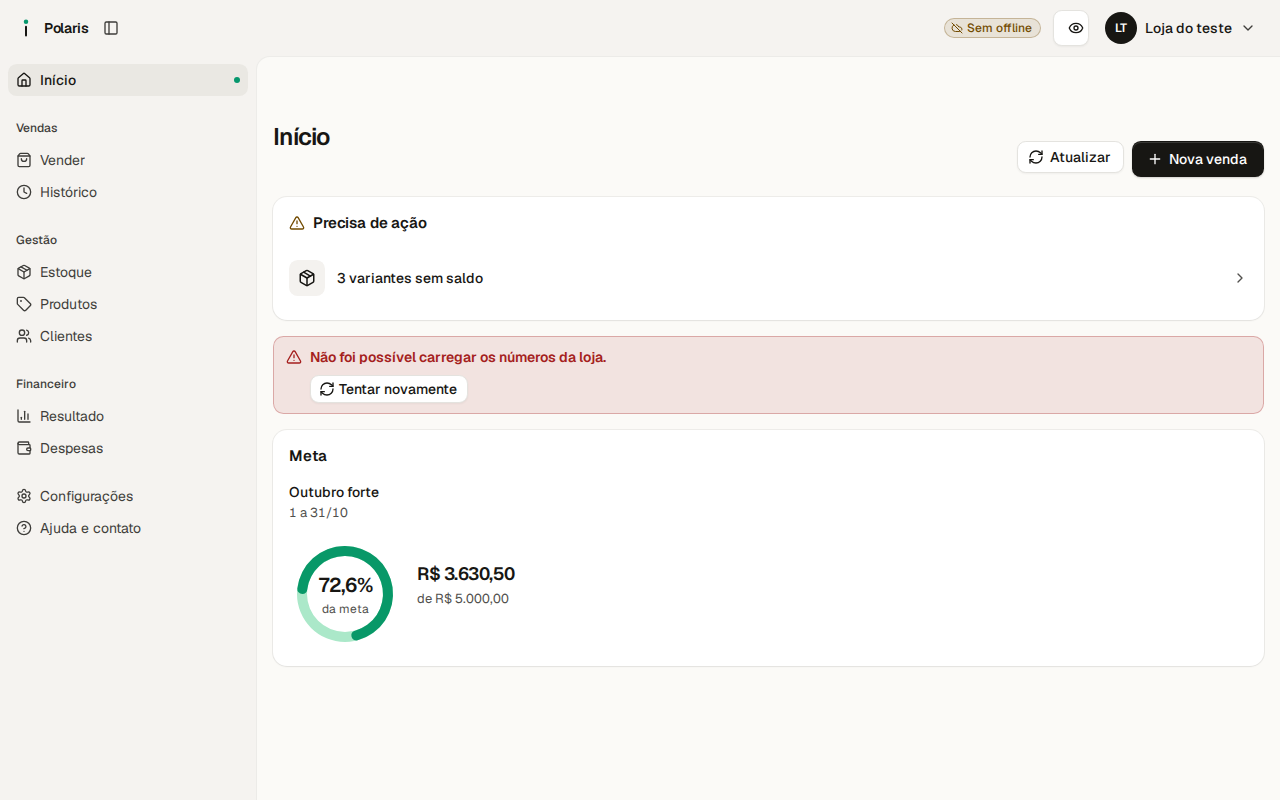 Polaris
Sem offline
LT
Loja do teste
Início
Vendas
Vender
Histórico
Gestão
Estoque
Produtos
Clientes
Financeiro
Resultado
Despesas
Configurações
Ajuda e contato
Início
Atualizar
Nova venda
Precisa de ação
3 variantes sem saldo
Não foi possível carregar os números da loja.
Tentar novamente
Meta
Outubro forte
1 a 31/10
72,6%
da meta
R$ 3.630,50
de R$ 5.000,00